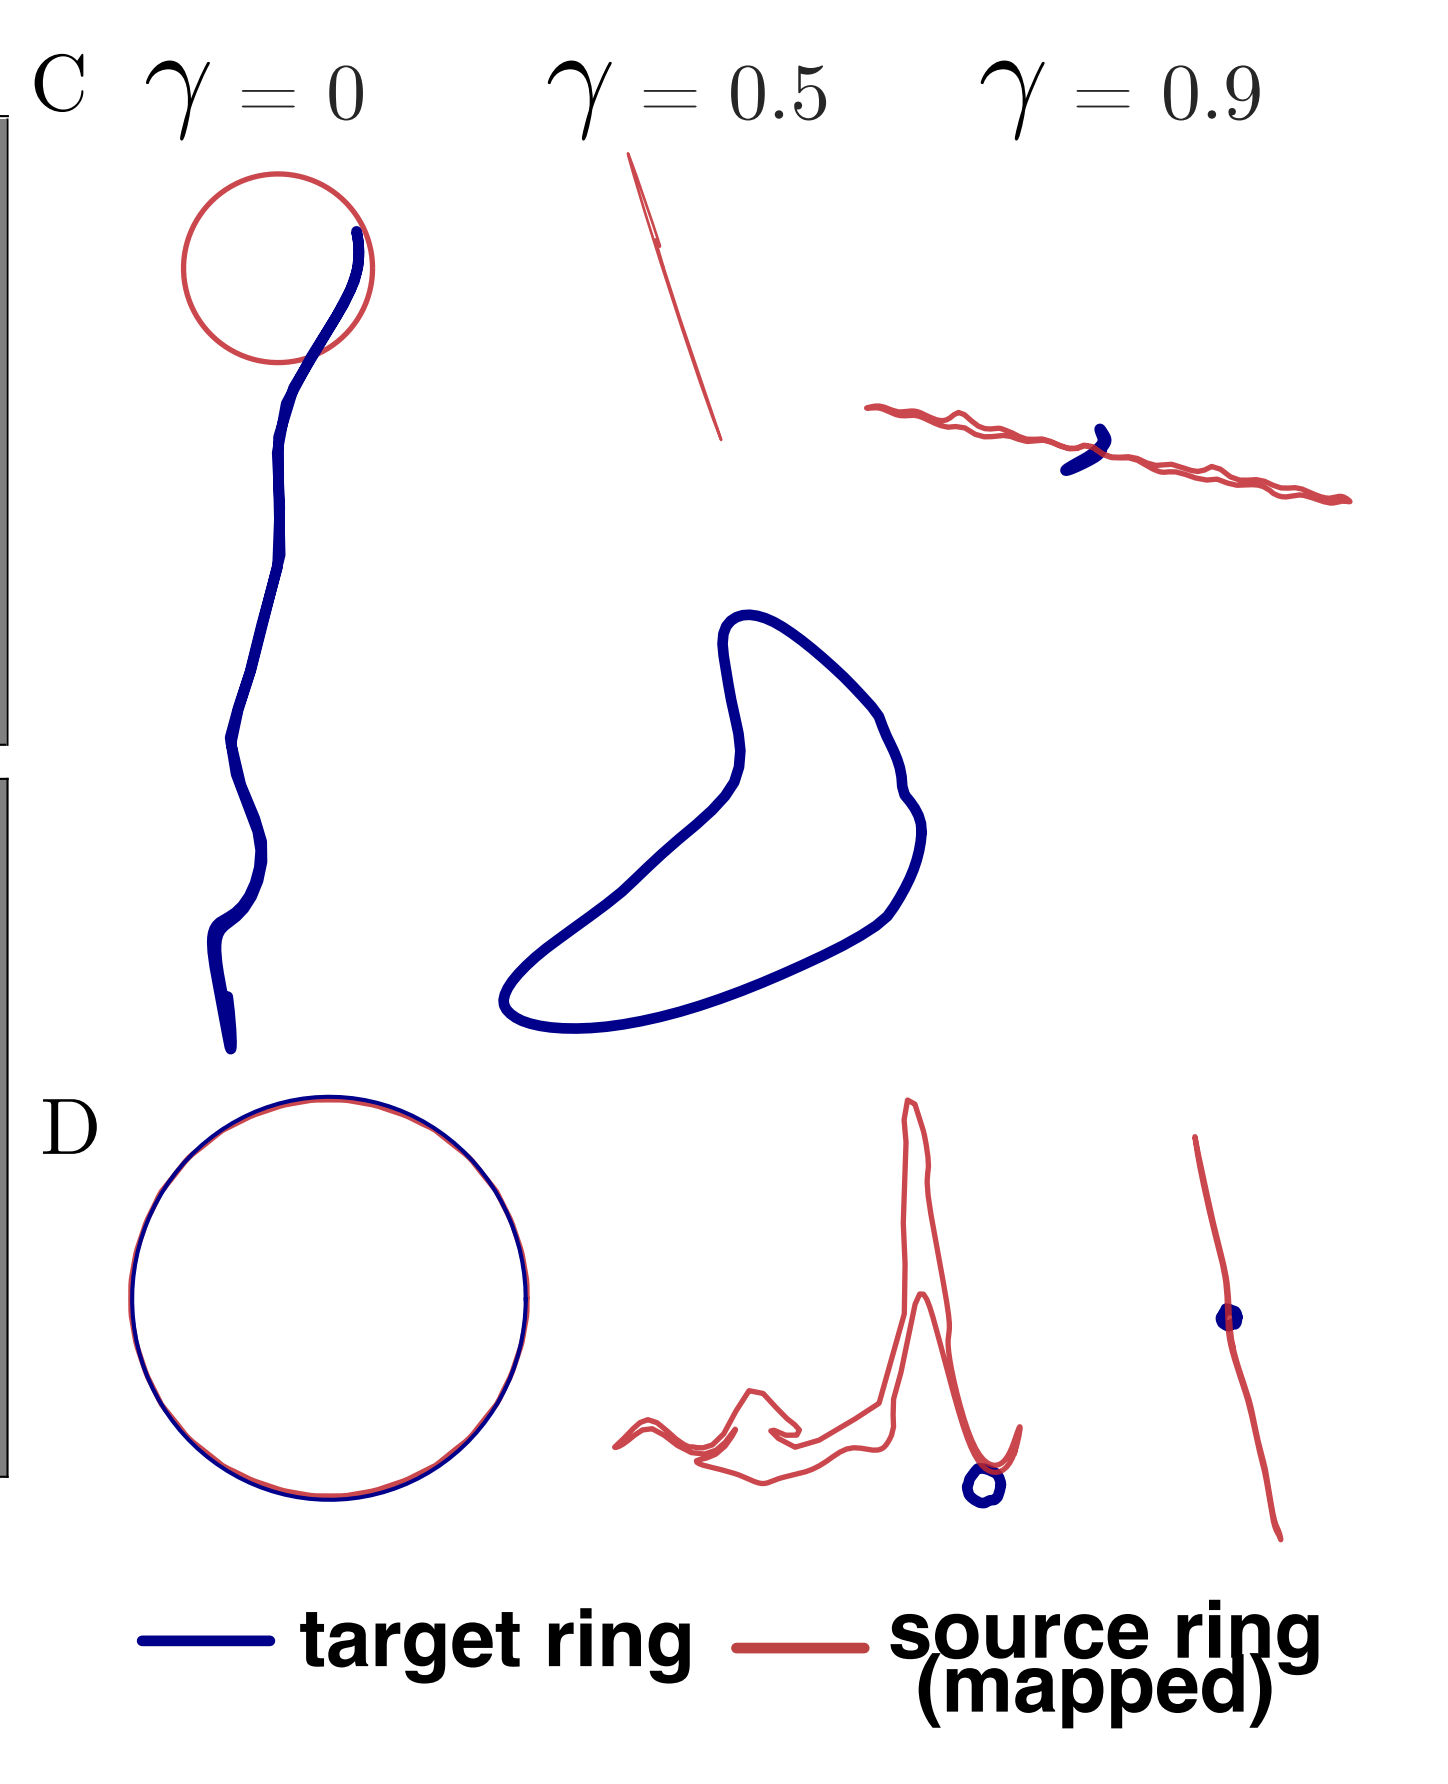 C γ = 0 γ = 0.5 γ = 0.9
D
target ring
source ring
(mapped)